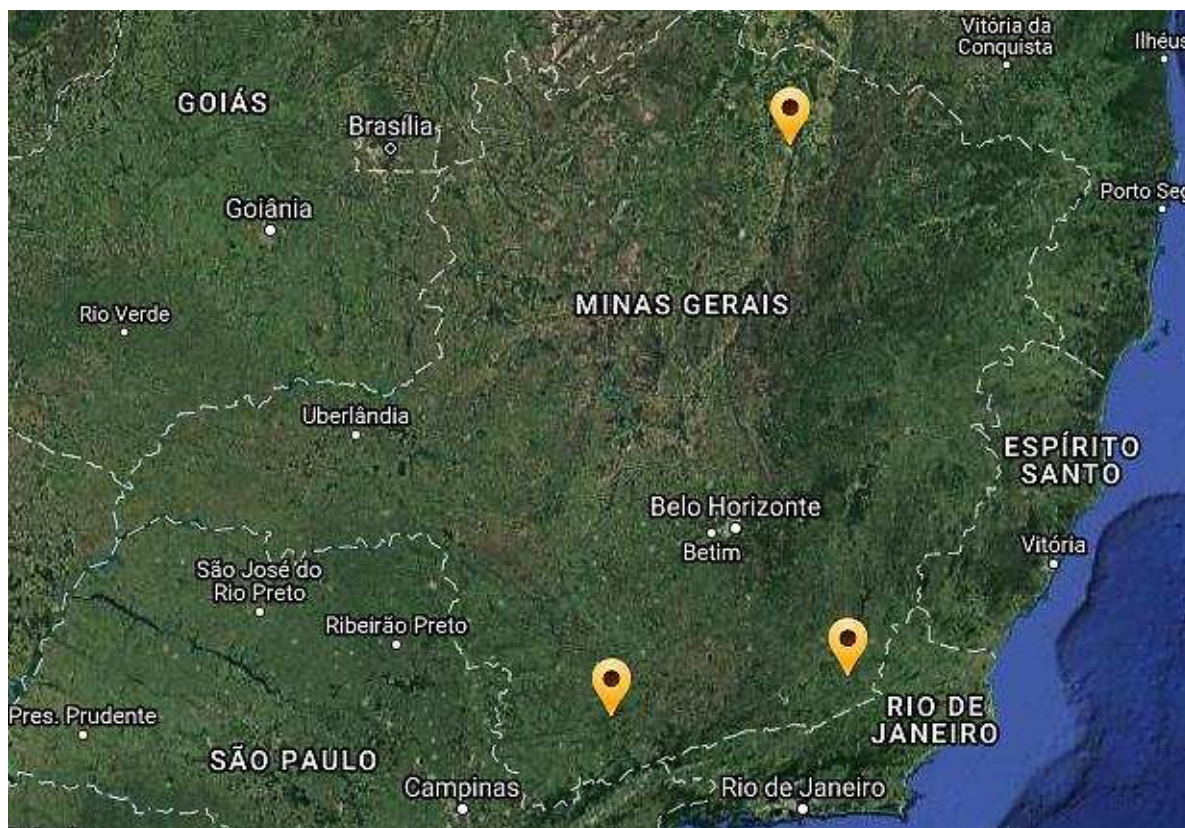 Vitória da
Conquista
Ilhéus
GOIÁS
Brasília
Goiânia
Porto Seg
MINAS GERAIS
Rio Verde
Uberlândia
ESPÍRITO
SANTO
Belo Horizonte
Betim
Vitória
São José do
Rio Preto
Ribeirão Preto
Pres. Prudente
RIO DE
JANEIRO
SÃO PAULO
Campinas
Rio de Janeiro